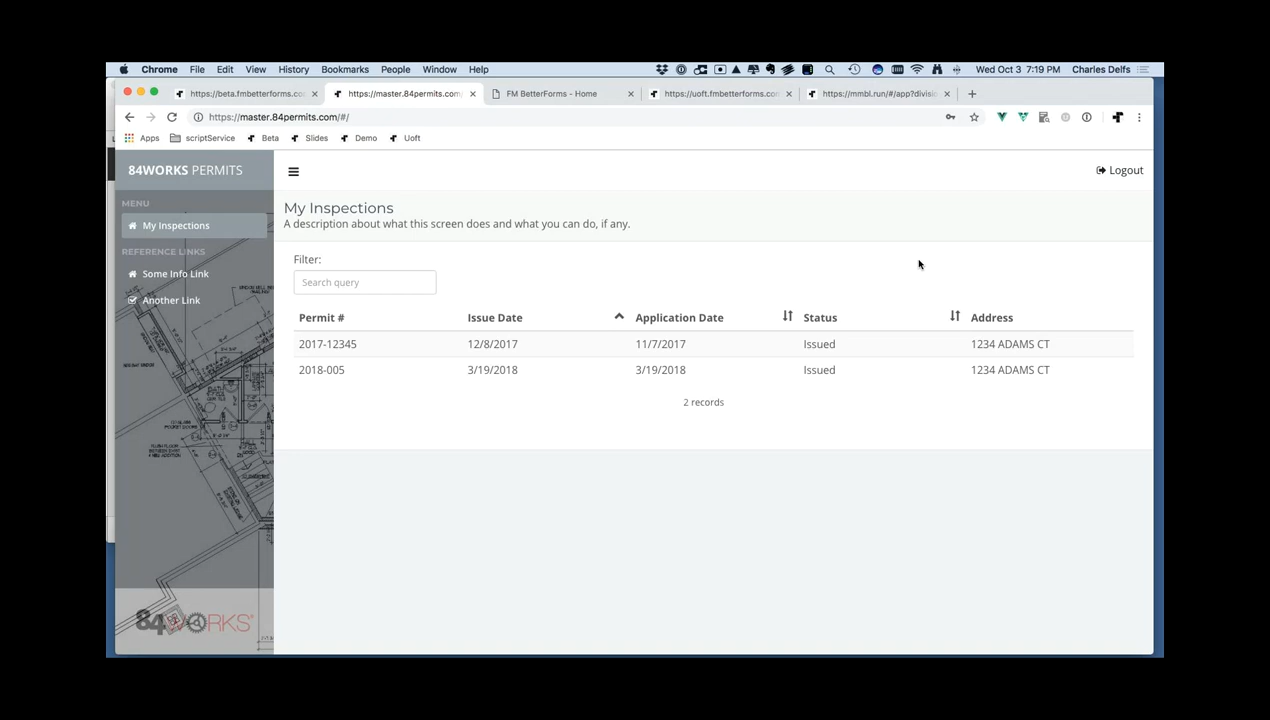 Chrome File Edit View History Bookmarks People Window Help Wed Oct 3 7:19 PM Charles Delfs
https://beta.fmbetterforms.co https://master.84permits.com FM BetterForms - Home https://uoft.fmbetterforms.co https://mmbl.run/#/app?divisi
https://master.84permits.com/#/
Apps scriptService Beta Slides Demo Uoft
84WORKS PERMITS
Logout
MENU
My Inspections
REFERENCE LINKS
Some Info Link
Another Link
84WORKS
My Inspections
A description about what this screen does and what you can do, if any.
Filter:
Search query
Permit # Issue Date Application Date Status Address
2017-12345 12/8/2017 11/7/2017 Issued 1234 ADAMS CT
2018-005 3/19/2018 3/19/2018 Issued 1234 ADAMS CT
2 records